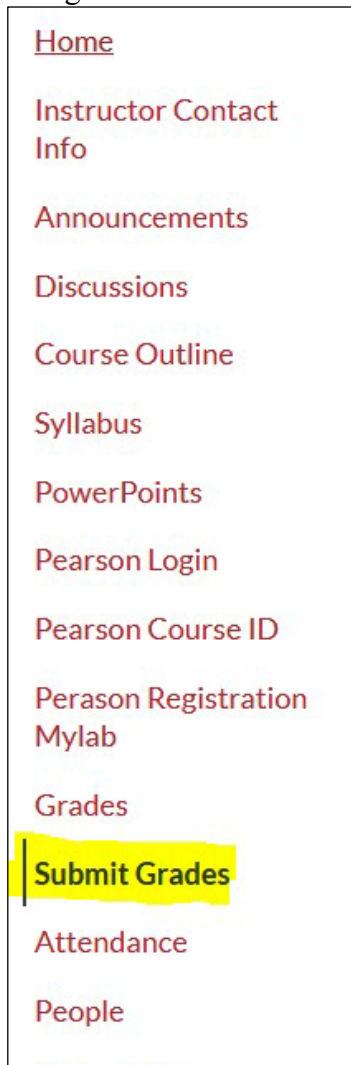 Home
Instructor Contact
Info
Announcements
Discussions
Course Outline
Syllabus
PowerPoints
Pearson Login
Pearson Course ID
Perason Registration
Mylab
Grades
Submit Grades
Attendance
People